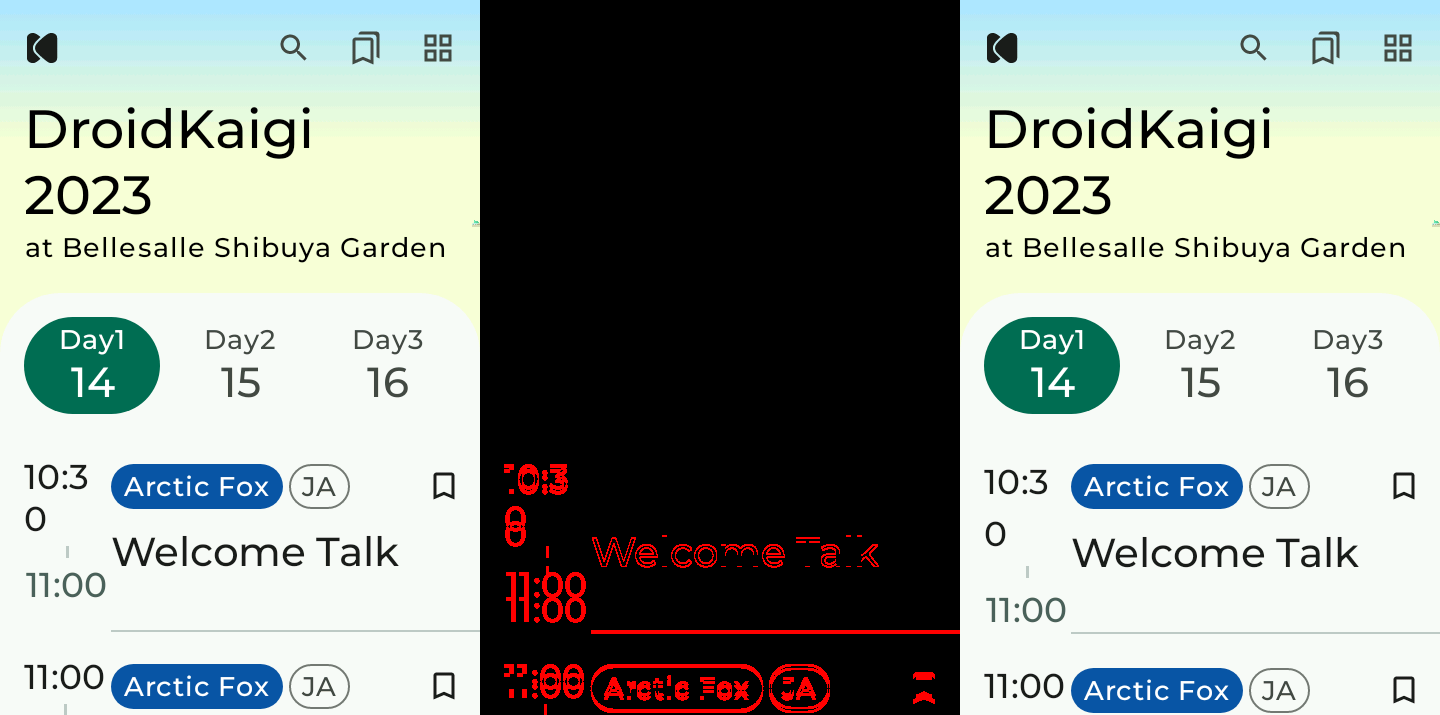 DroidKaigi
2023
at Bellesalle Shibuya Garden
Day1 Day2 Day3
14 15 16
10:3
0
Arctic Fox JA
Welcome Talk
11:00
11:00 Arctic Fox JA
10:3
0
Welcome Talk
11:00
11:00
11:00 Arctic Fox JA
DroidKaigi
2023
at Bellesalle Shibuya Garden
Day1 Day2 Day3
14 15 16
10:3
0
Arctic Fox JA
Welcome Talk
11:00
11:00 Arctic Fox JA